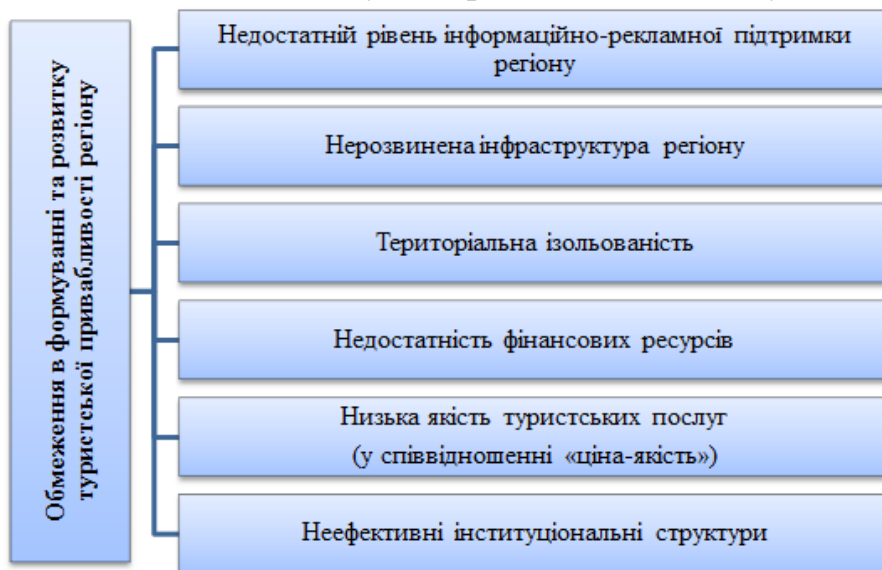 Обмеження в формуванні та розвитку
туристської привабливості регіону
Недостатній рівень інформаційно-рекламної підтримки
регіону
Нерозвинена інфраструктура регіону
Територіальна ізольованість
Недостатність фінансових ресурсів
Низька якість туристських послуг
(у співвідношенні «ціна-якість»)
Неефективні інституціональні структури